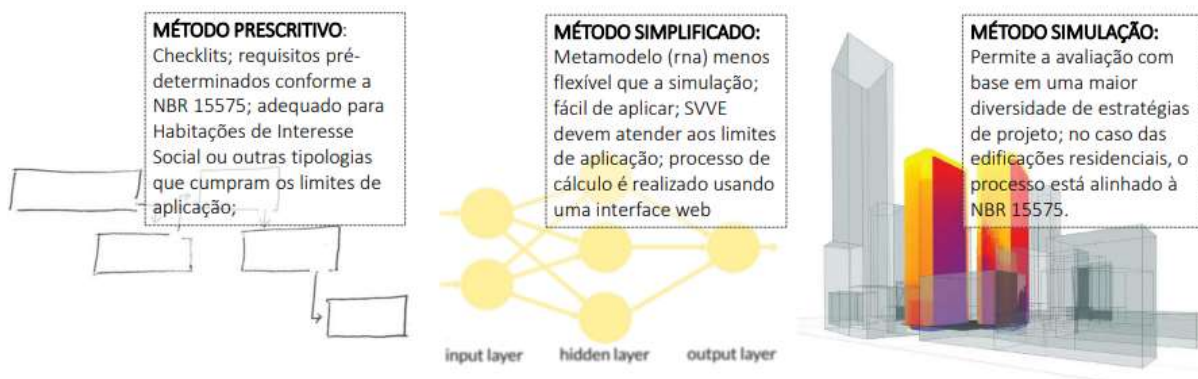 MÉTODO PRESCRITIVO:
Checklits; requisitos pré-
determinados conforme a
NBR 15575; adequado para
Habitações de Interesse
Social ou outras tipologias
que cumpram os limites de
aplicação;
MÉTODO SIMPLIFICADO:
Metamodelo (rna) menos
flexível que a simulação;
fácil de aplicar; SVVE
devem atender aos limites
de aplicação; processo de
cálculo é realizado usando
uma interface web
input layer
hidden layer
output layer
MÉTODO SIMULAÇÃO:
Permite a avaliação com
base em uma maior
diversidade de estratégias
de projeto; no caso das
edificações residenciais, o
processo está alinhado à
NBR 15575.